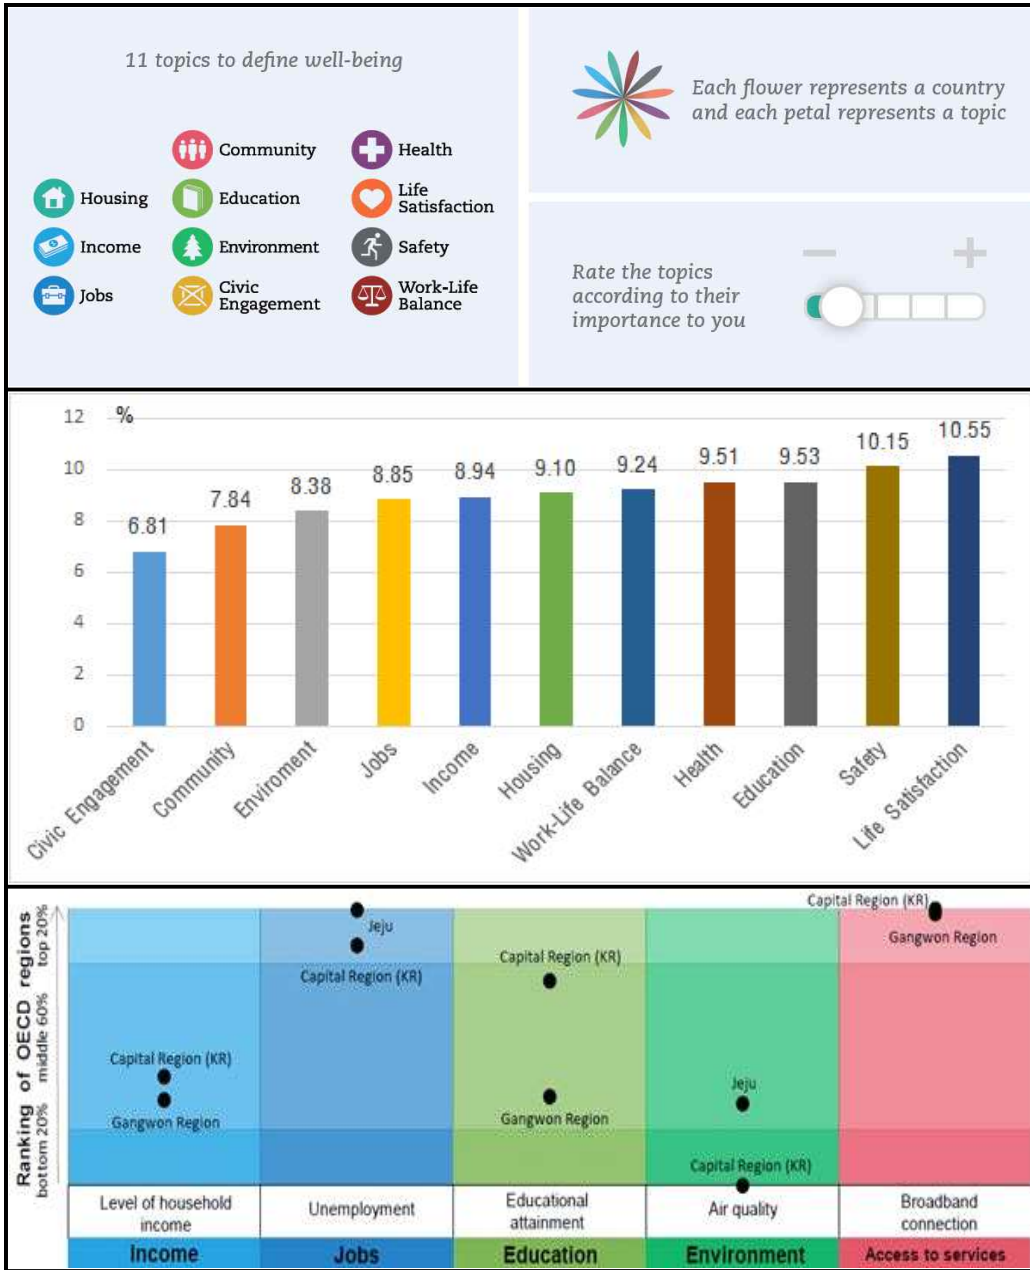 11 topics to define well-being
Community
Health
Housing
Education
Life
Satisfaction
Income
Environment
Safety
Jobs
Civic
Engagement
Work-Life
Balance
Each flower represents a country
and each petal represents a topic
Rate the topics
according to their
importance to you
%
12
10
8
6
4
2
0
6.81
7.84
8.38
8.85
8.94
9.10
9.24
9.51
9.53
10.15
10.55
Civic Engagement
Community
Enviroment
Jobs
Income
Housing
Work-Life Balance
Health
Education
Safety
Life Satisfaction
Ranking of OECD regions
bottom 20% middle 60% top 20%
Capital Region (KR)
Gangwon Region
Jeju
Capital Region (KR)
Capital Region (KR)
Gangwon Region
Jeju
Capital Region (KR)
Capital Region (KR)
Gangwon Region
Level of household
income
Unemployment
Educational
attainment
Air quality
Broadband
connection
Income
Jobs
Education
Environment
Access to services